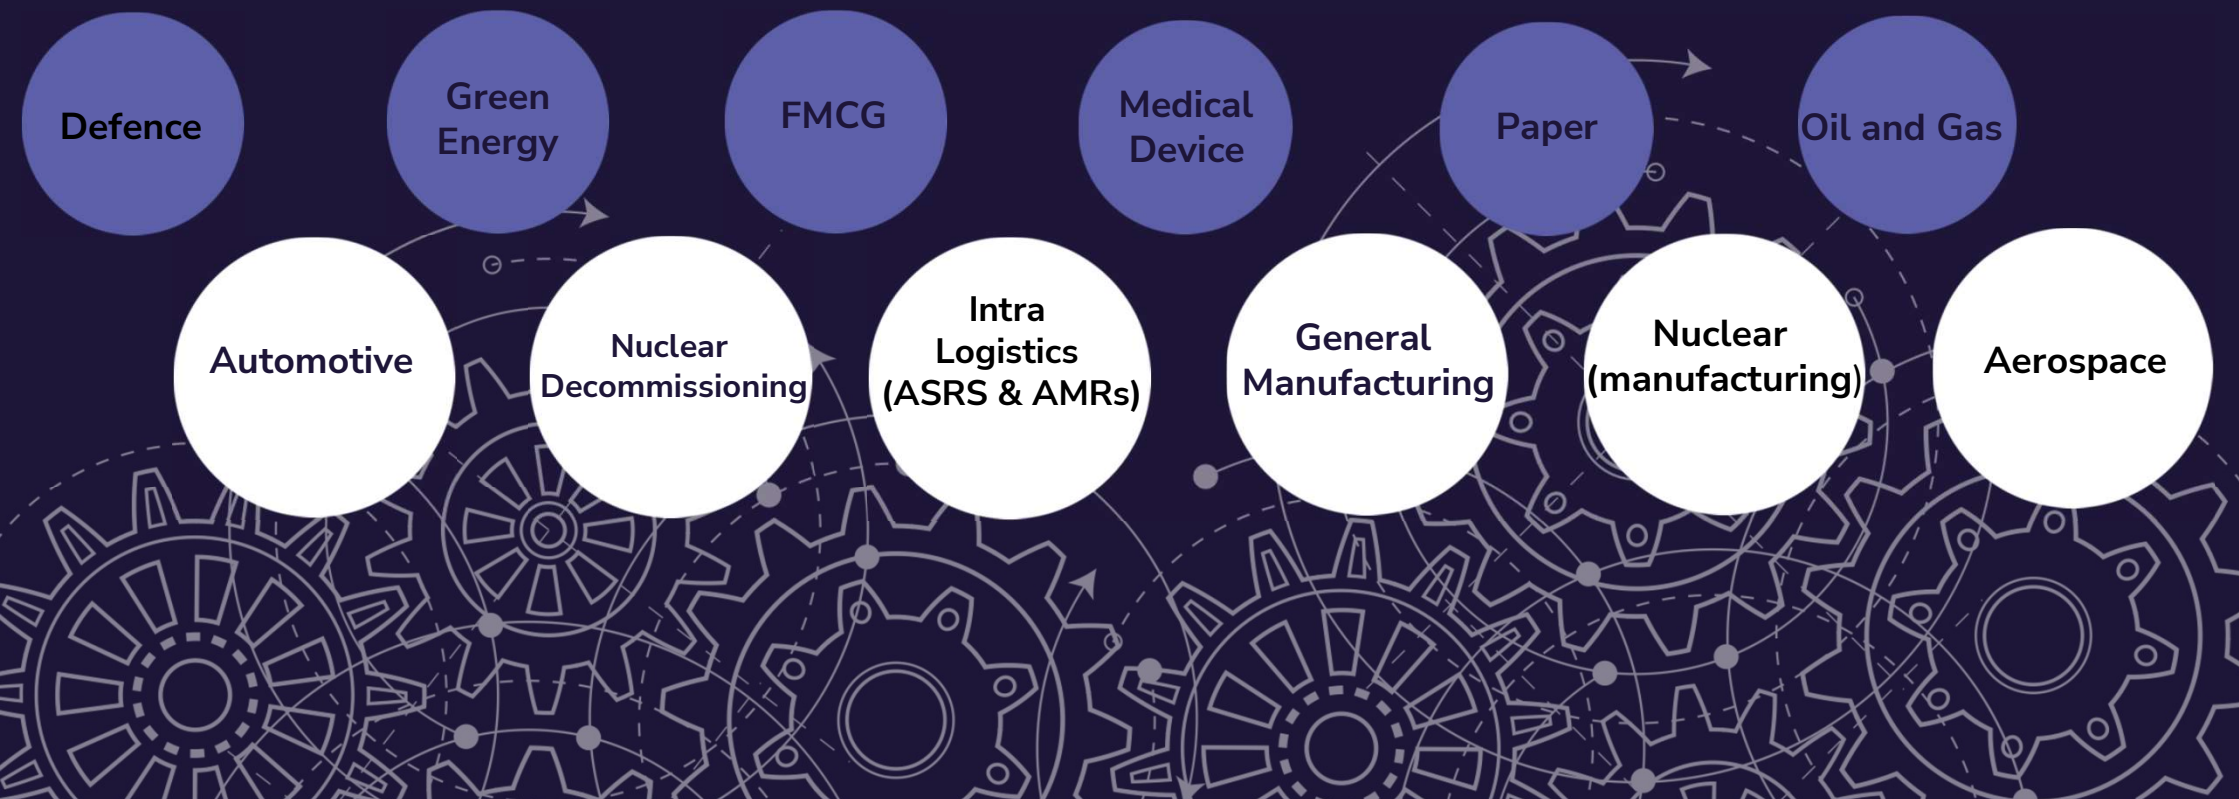 Defence
Green
Energy
FMCG
Medical
Device
Paper
Oil and Gas
Automotive
Nuclear
Decommissioning
Intra
Logistics
(ASRS & AMRs)
General
Manufacturing
Nuclear
(manufacturing)
Aerospace